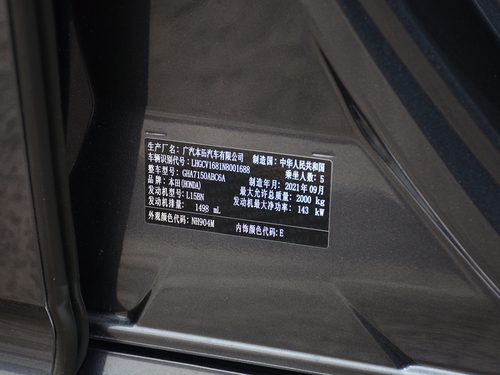 生产厂名：广汽本田汽车有限公司 制造国：中华人民共和国
车辆识别代号：LHGCV1681N8001688 乘坐人数：5
整车型号：GHA7150ABC6A 制造年月：2021年09月
品牌：本田(HONDA) 最大允许总质量：2000 kg
发动机型号：L15BN 发动机最大净功率：143 kW
发动机排量：1498 mL
外观颜色代码：NH904M 内饰颜色代码：E